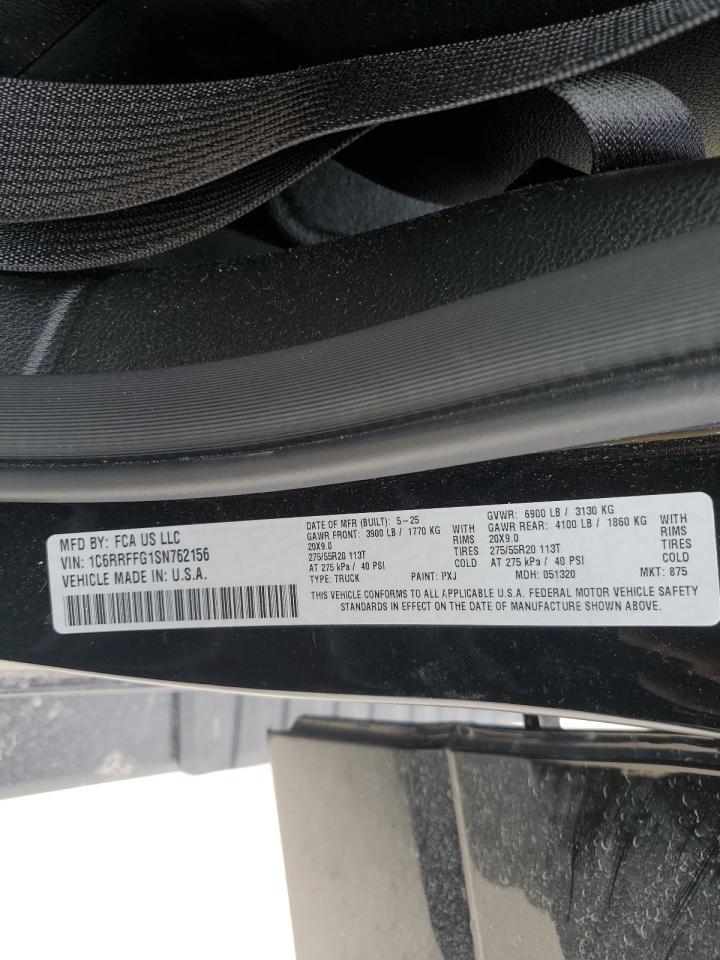 MFD BY: FCA US LLC
VIN: 1C6RRFFG1SN762156
VEHICLE MADE IN: U.S.A.
DATE OF MFR (BUILT): 5-25
GAWR FRONT: 3900 LB / 1770 KG WITH
20X9.0 RIMS
275/55R20 113T TIRES
AT 275 kPa / 40 PSI COLD
TYPE: TRUCK PAINT: PXJ
GVWR: 6900 LB / 3130 KG
GAWR REAR: 4100 LB / 1860 KG WITH
20X9.0 RIMS
275/55R20 113T TIRES
AT 275 kPa / 40 PSI COLD
MDH: 051320 MKT: 875
THIS VEHICLE CONFORMS TO ALL APPLICABLE U.S.A. FEDERAL MOTOR VEHICLE SAFETY
STANDARDS IN EFFECT ON THE DATE OF MANUFACTURE SHOWN ABOVE.